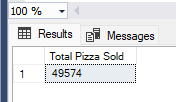 100 %
Results Messages
Total Pizza Sold
1 49574